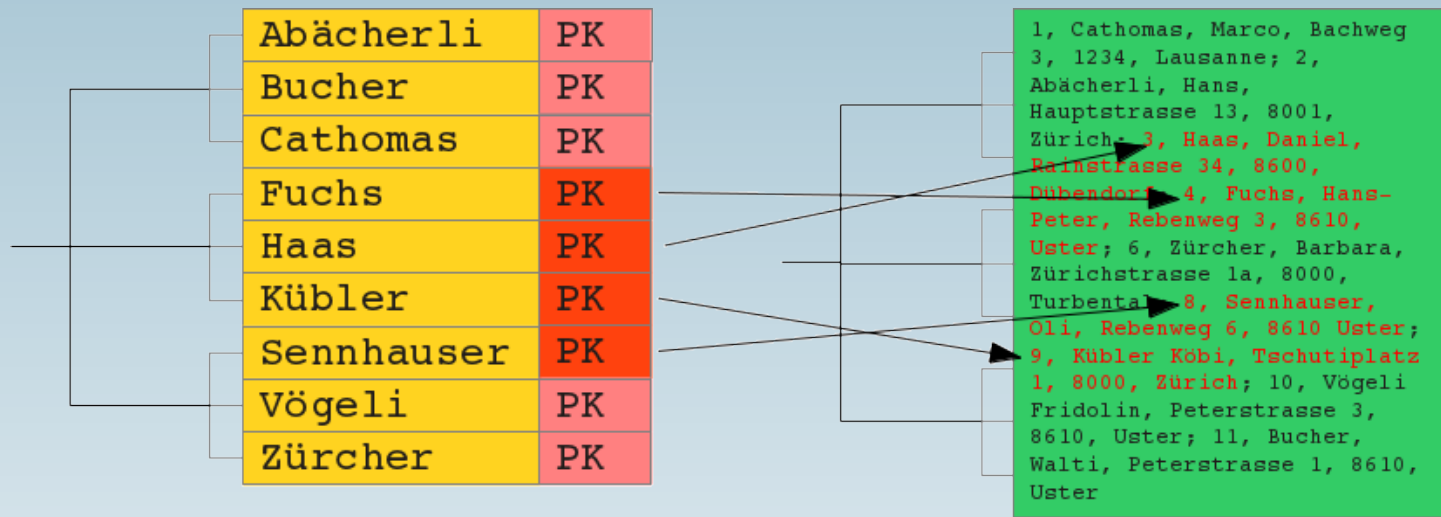 Abächerli PK
Bucher PK
Cathomas PK
Fuchs PK
Haas PK
Kübler PK
Sennhauser PK
Vögeli PK
Zürcher PK
1, Cathomas, Marco, Bachweg
3, 1234, Lausanne; 2,
Abächerli, Hans,
Hauptstrasse 13, 8001,
Zürich; 3, Haas, Daniel,
Rainstrasse 34, 8600,
Dübendorf; 4, Fuchs, Hans-
Peter, Rebenweg 3, 8610,
Uster; 6, Zürcher, Barbara,
Zürichstrasse 1a, 8000,
Turbental; 8, Sennhauser,
Oli, Rebenweg 6, 8610 Uster;
9, Kübler Köbi, Tschutiplatz
1, 8000, Zürich; 10, Vögeli
Fridolin, Peterstrasse 3,
8610, Uster; 11, Bucher,
Walti, Peterstrasse 1, 8610,
Uster